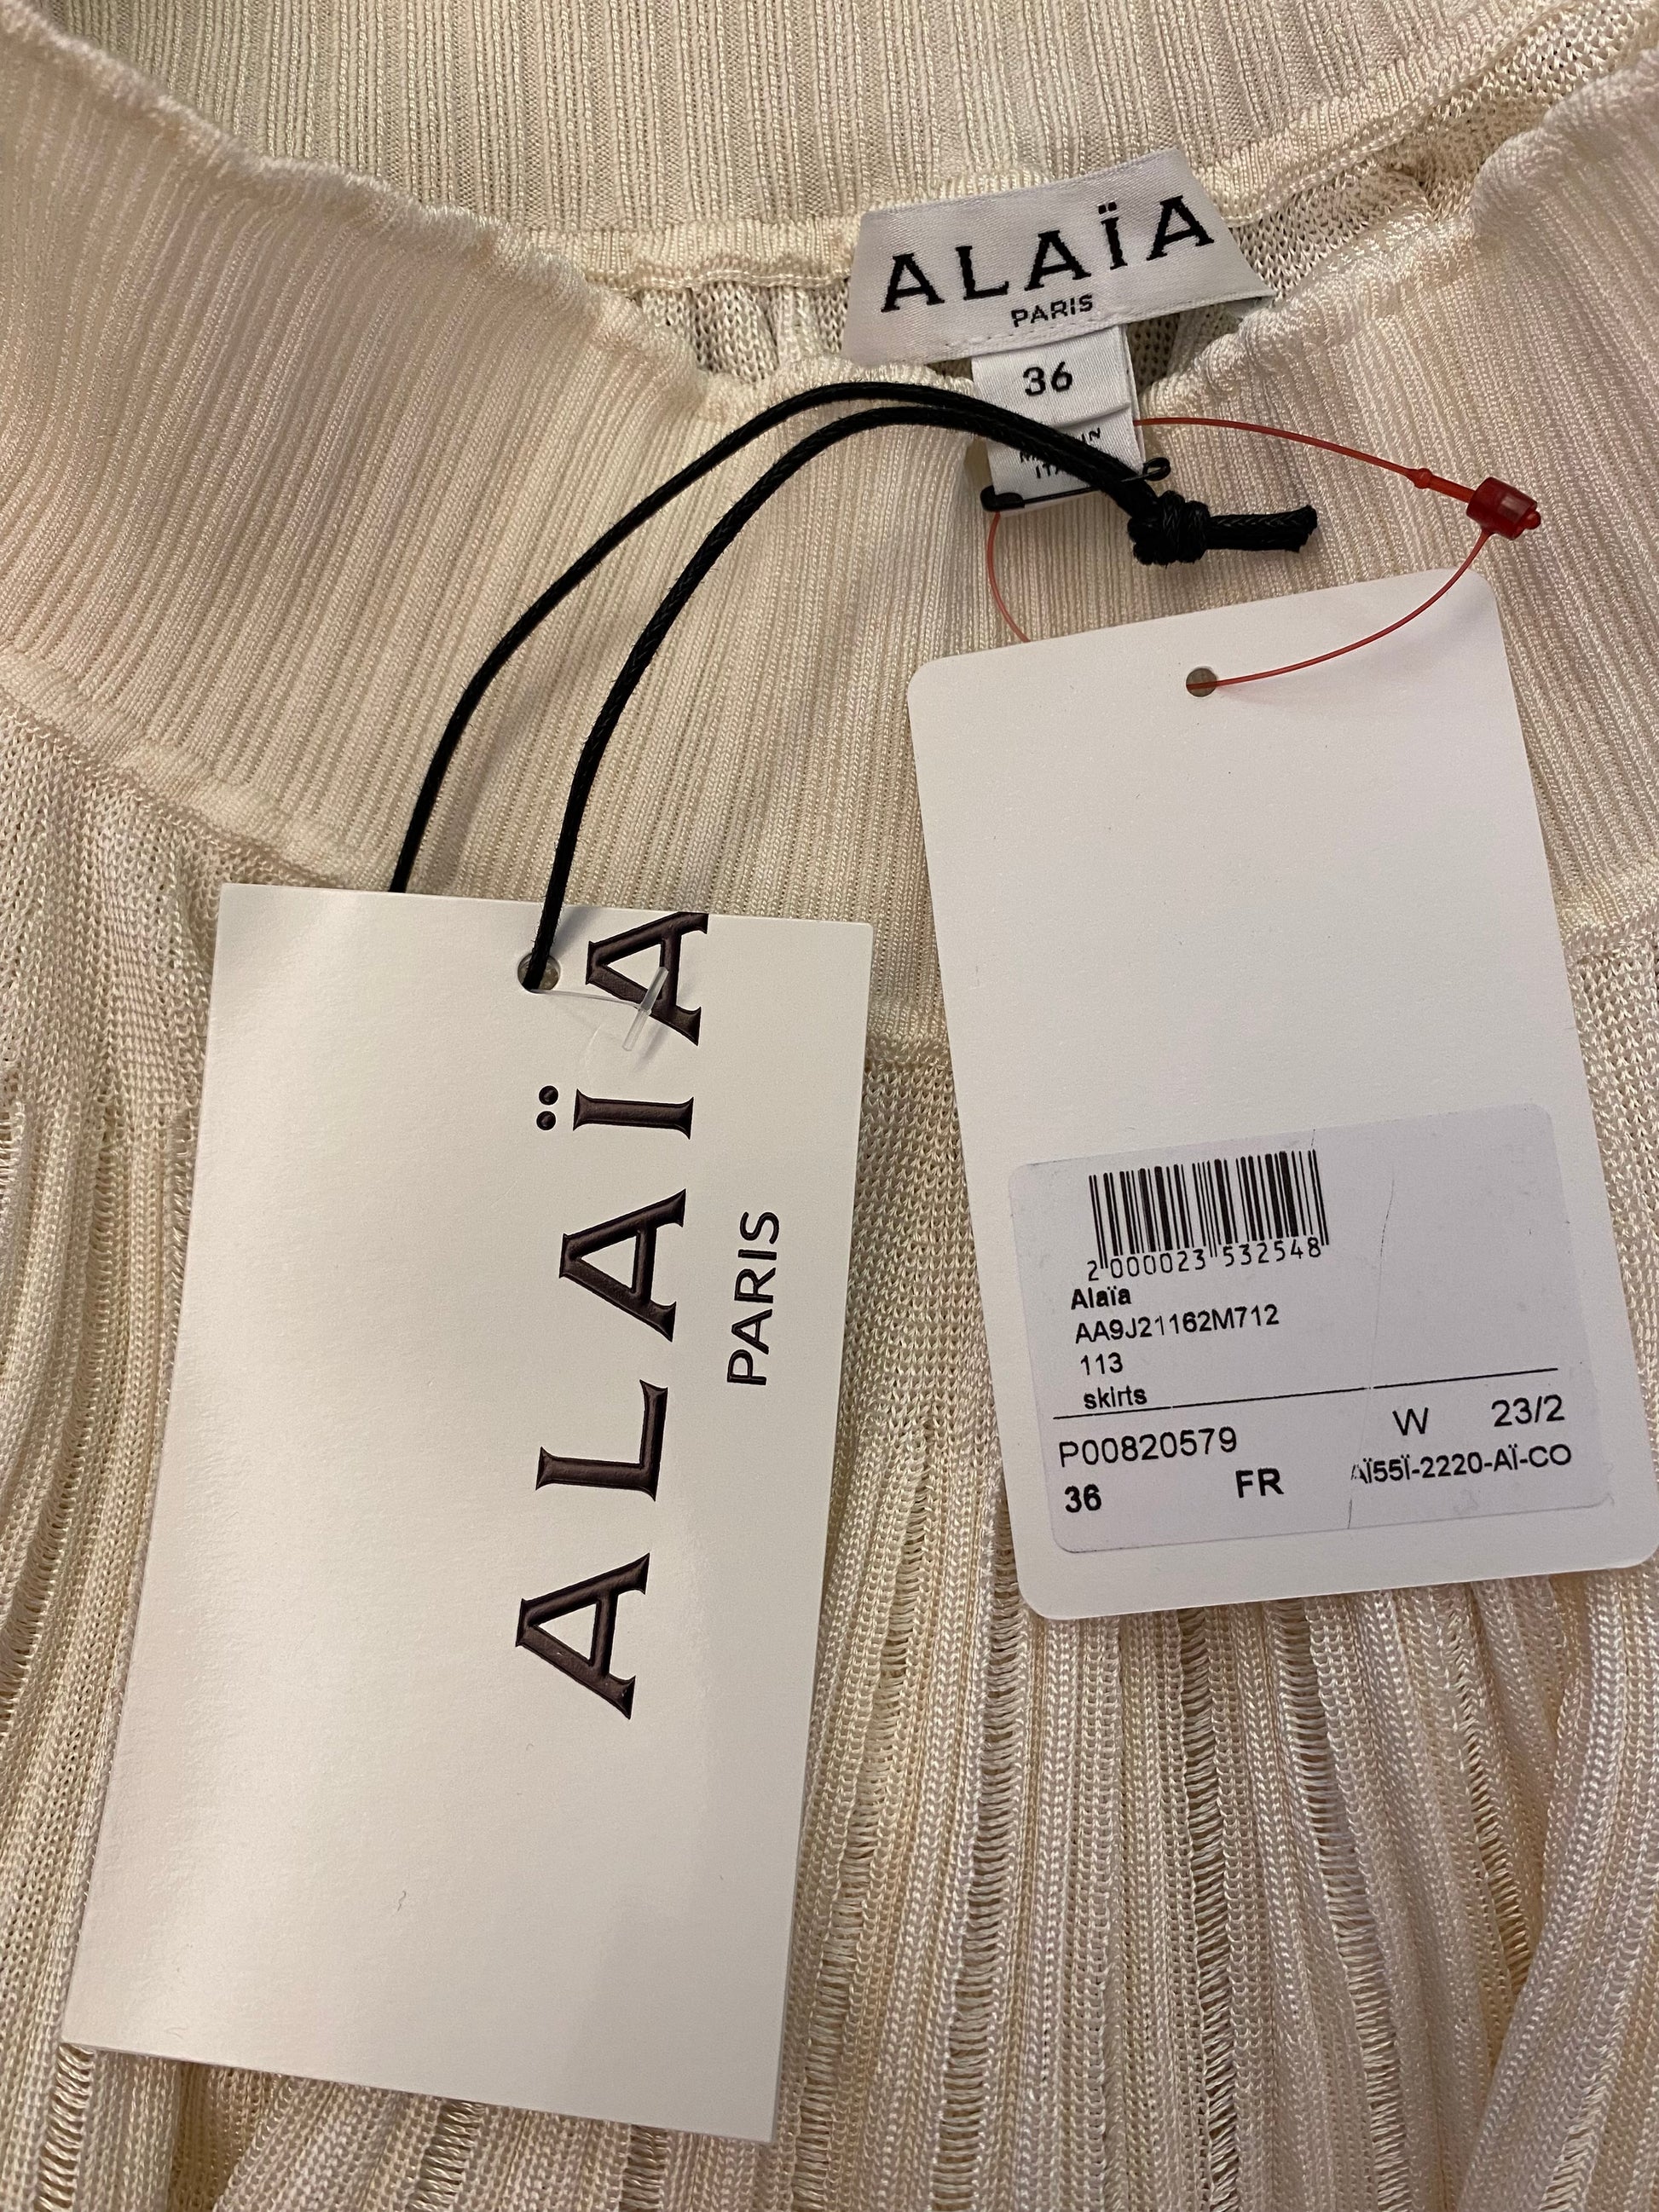 ALAÏA
PARIS
36
ALAÏA
PARIS
2 000023 532548
Alaïa
AA9J21162M712
113
skirts
P00820579 W 23/2
36 FR AÏ55Ï-2220-AÏ-CO